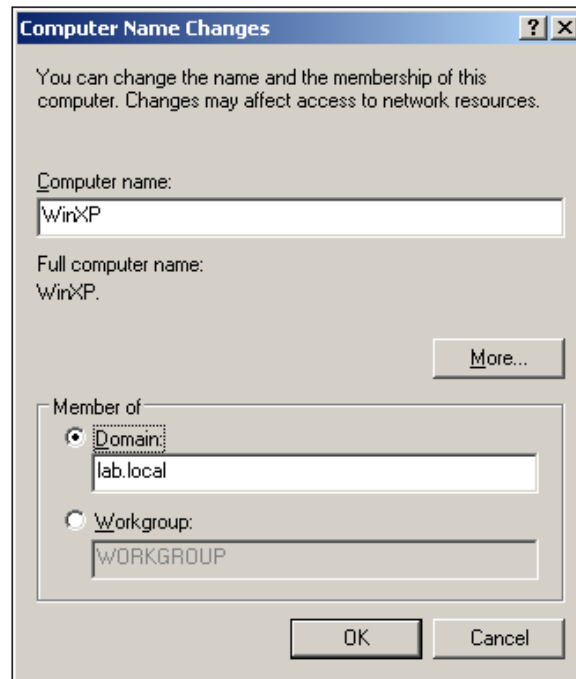 Computer Name Changes
You can change the name and the membership of this
computer. Changes may affect access to network resources.
Computer name:
WinXP
Full computer name:
WinXP.
More...
Member of
Domain:
lab.local
Workgroup:
WORKGROUP
OK
Cancel